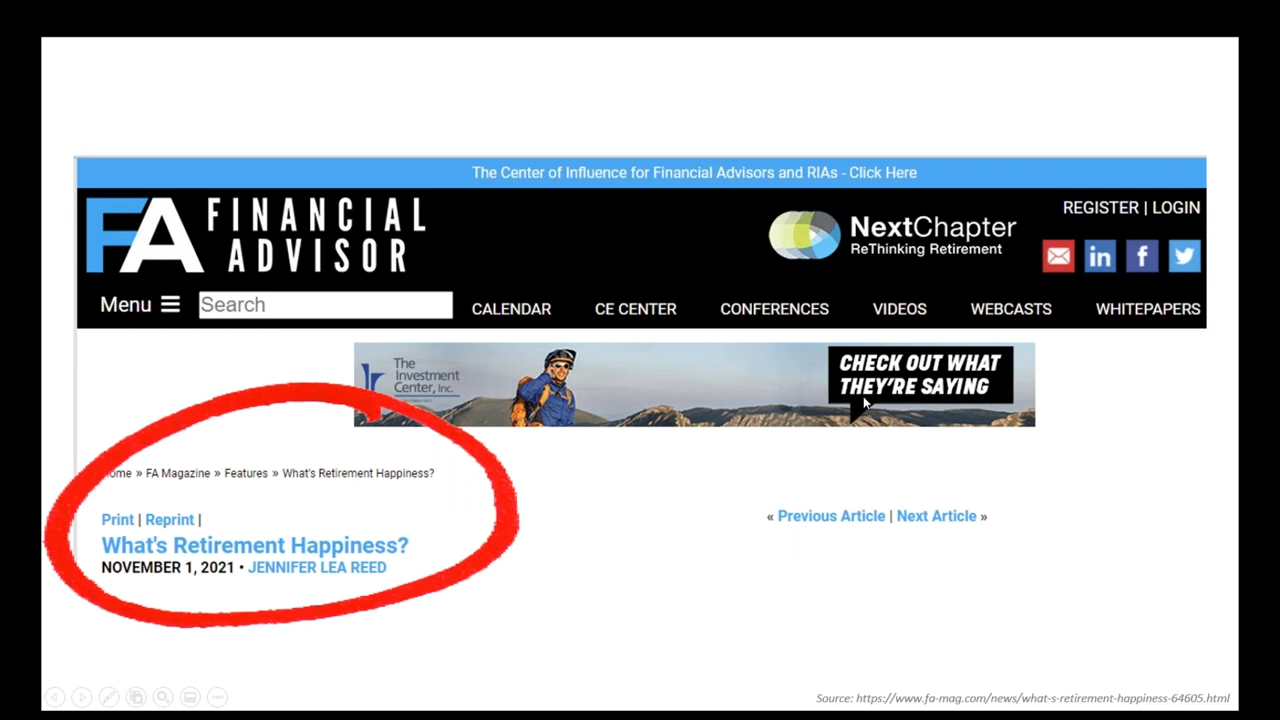 The Center of Influence for Financial Advisors and RIAs - Click Here
FA FINANCIAL
ADVISOR
NextChapter
ReThinking Retirement
REGISTER | LOGIN
in f
Menu Search
CALENDAR CE CENTER CONFERENCES VIDEOS WEBCASTS WHITEPAPERS
The
Investment
Center, Inc.
CHECK OUT WHAT
THEY'RE SAYING
ome » FA Magazine » Features » What's Retirement Happiness?
Print | Reprint |
« Previous Article | Next Article »
What's Retirement Happiness?
NOVEMBER 1, 2021 • JENNIFER LEA REED
Source: https://www.fa-mag.com/news/what-s-retirement-happiness-64605.html